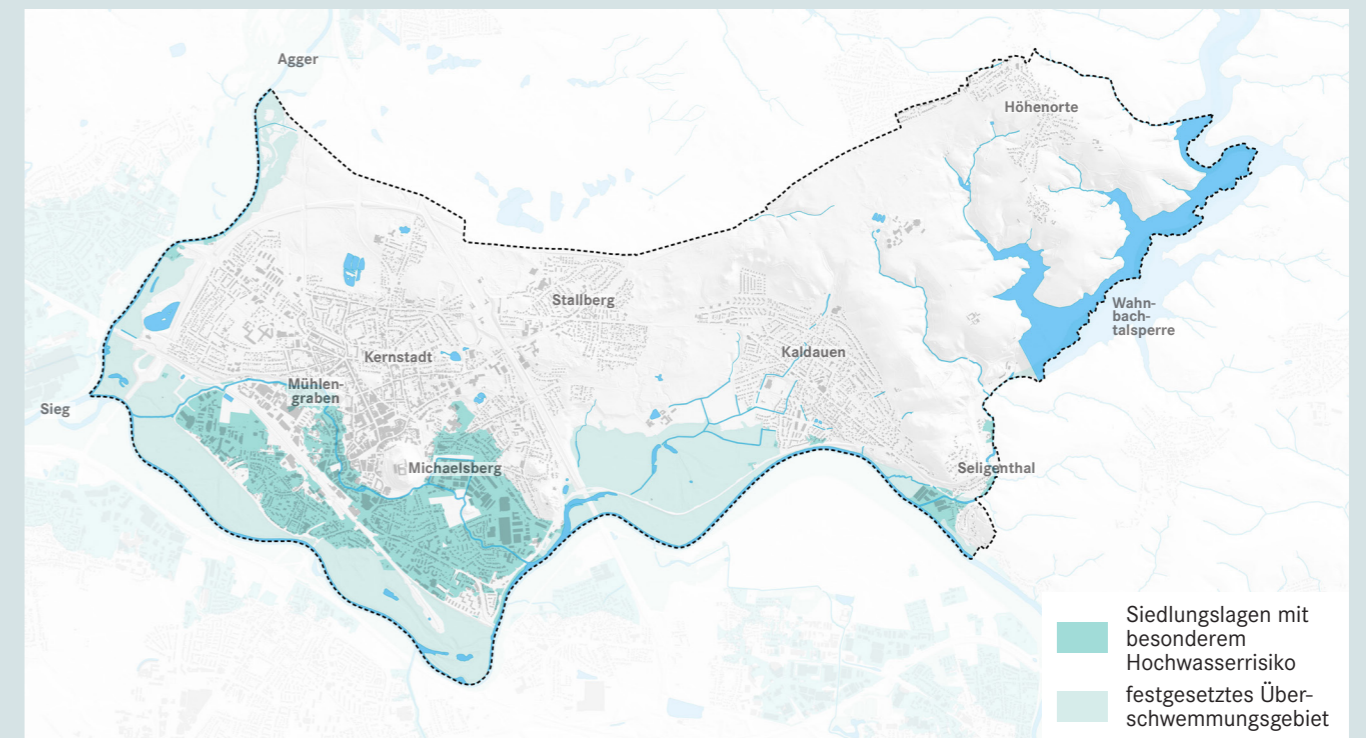 Agger
Höhenorte
Stallberg
Wahn-
bach-
talsperre
Kernstadt
Kaldauen
Mühlen-
graben
Sieg
Michaelsberg
Seligenthal
Siedlungslagen mit
besonderem
Hochwasserrisiko
festgesetztes Über-
schwemmungsgebiet